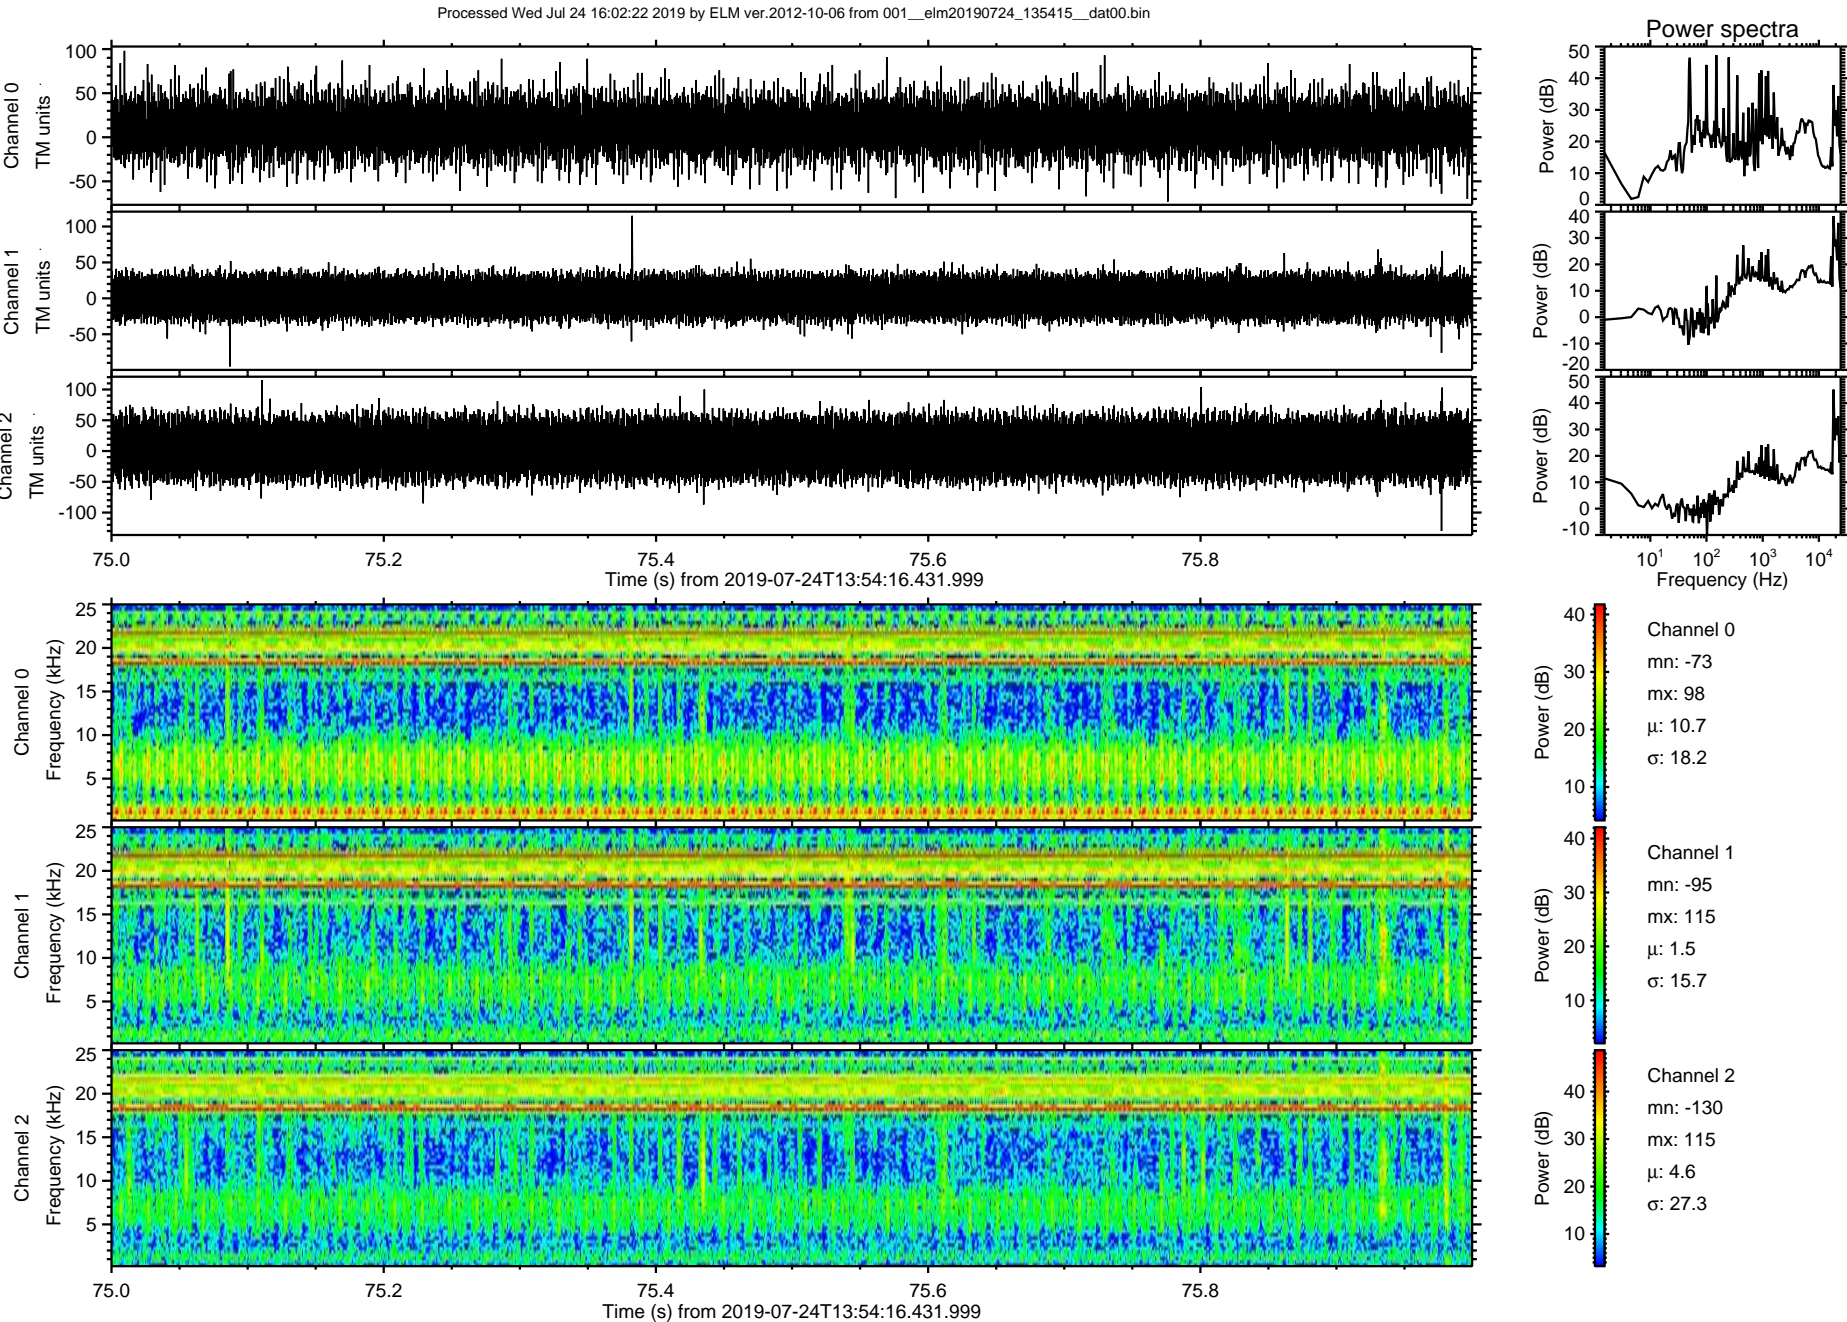 Processed Wed Jul 24 16:02:22 2019 by ELM ver.2012-10-06 from 001__elm20190724_135415__dat00.bin
Power spectra
Channel 0
TM units
100
50
0
-50
Power (dB)
50
40
30
20
10
0
Channel 1
TM units
100
50
0
-50
Power (dB)
40
30
20
10
0
-10
-20
Channel 2
TM units
100
50
0
-50
-100
Power (dB)
50
40
30
20
10
0
-10
75.0 75.2 75.4 75.6 75.8
Time (s) from 2019-07-24T13:54:16.431.999
10^1 10^2 10^3 10^4
Frequency (Hz)
Channel 0
Frequency (kHz)
25
20
15
10
5
Power (dB)
40
30
20
10
Channel 0
mn: -73
mx: 98
μ: 10.7
σ: 18.2
Channel 1
Frequency (kHz)
25
20
15
10
5
Power (dB)
40
30
20
10
Channel 1
mn: -95
mx: 115
μ: 1.5
σ: 15.7
Channel 2
Frequency (kHz)
25
20
15
10
5
Power (dB)
40
30
20
10
Channel 2
mn: -130
mx: 115
μ: 4.6
σ: 27.3
75.0 75.2 75.4 75.6 75.8
Time (s) from 2019-07-24T13:54:16.431.999